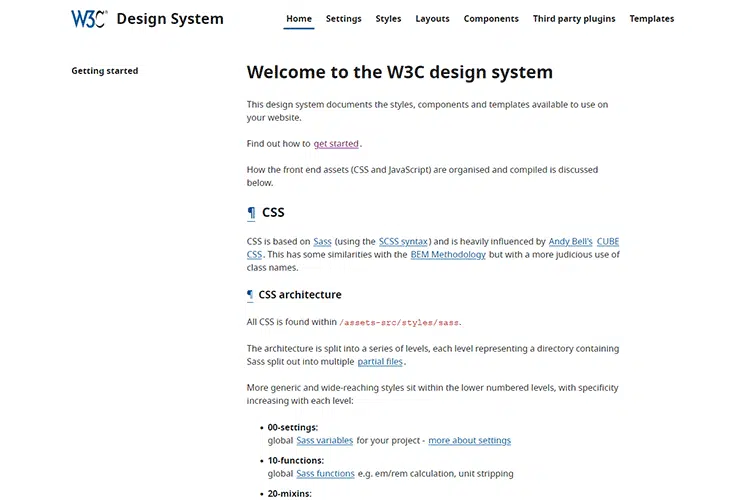 W3C® Design System
Home Settings Styles Layouts Components Third party plugins Templates
Getting started
Welcome to the W3C design system
This design system documents the styles, components and templates available to use on
your website.
Find out how to get started.
How the front end assets (CSS and JavaScript) are organised and compiled is discussed
below.
¶ CSS
CSS is based on Sass (using the SCSS syntax) and is heavily influenced by Andy Bell's CUBE
CSS. This has some similarities with the BEM Methodology but with a more judicious use of
class names.
¶ CSS architecture
All CSS is found within /assets-src/styles/sass.
The architecture is split into a series of levels, each level representing a directory containing
Sass split out into multiple partial files.
More generic and wide-reaching styles sit within the lower numbered levels, with specificity
increasing with each level:
• 00-settings:
global Sass variables for your project - more about settings
• 10-functions:
global Sass functions e.g. em/rem calculation, unit stripping
• 20-mixins: